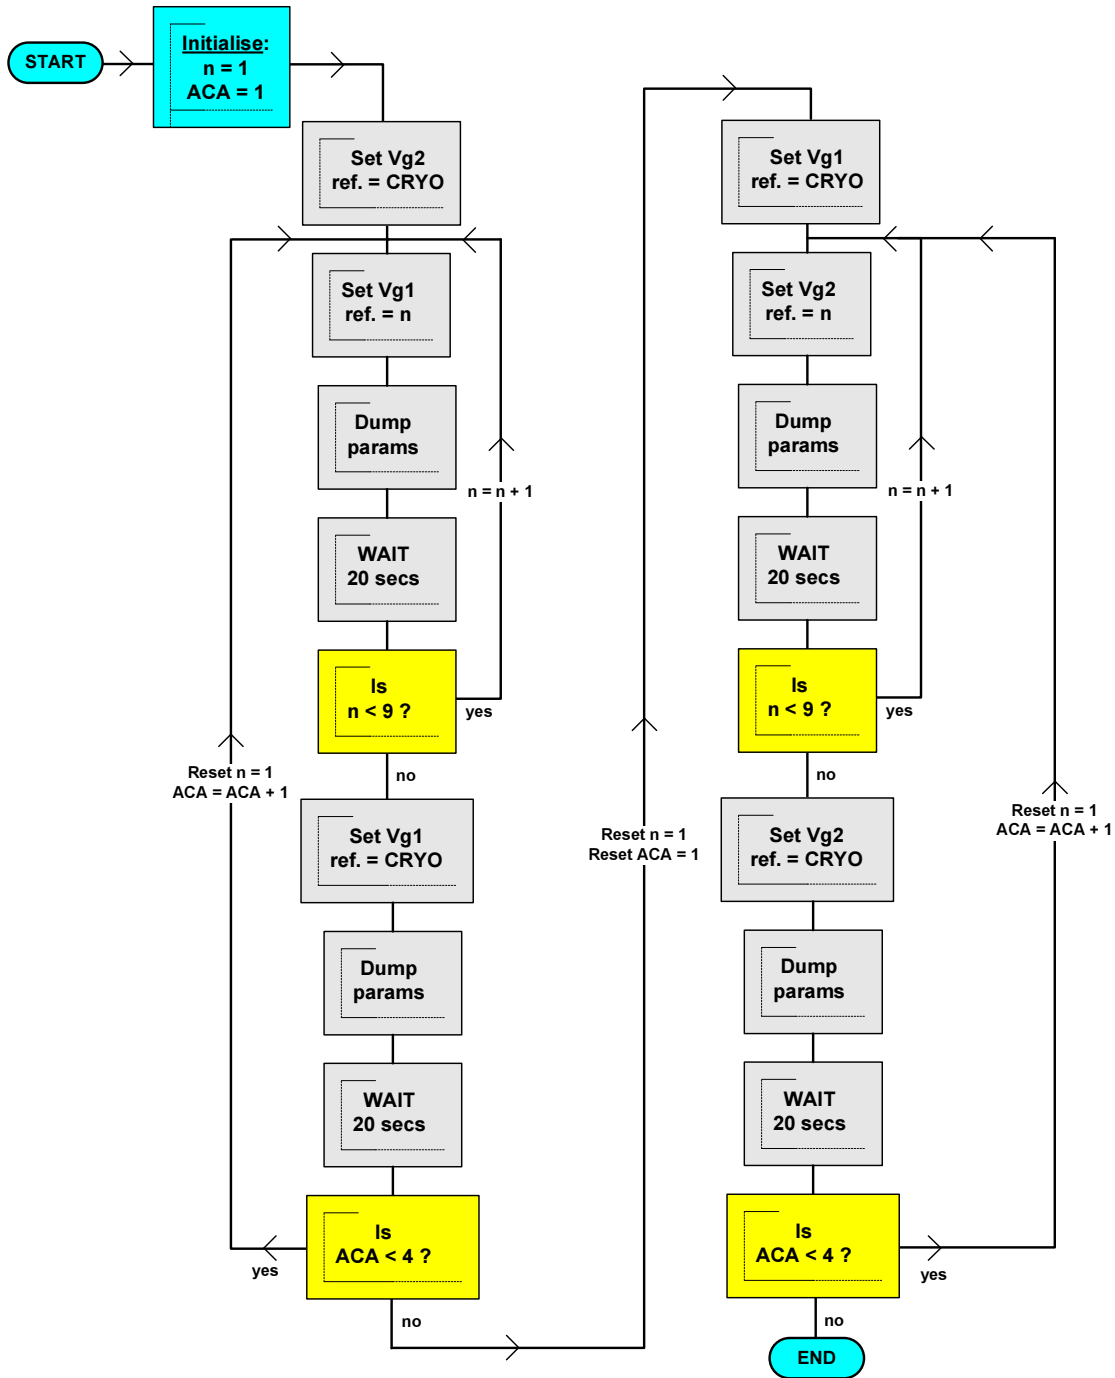 START
Initialise:
n = 1
ACA = 1
Set Vg2
ref. = CRYO
Set Vg1
ref. = n
Dump
params
n = n + 1
WAIT
20 secs
Is
n < 9 ?
yes
no
Reset n = 1
ACA = ACA + 1
Set Vg1
ref. = CRYO
Dump
params
WAIT
20 secs
Is
ACA < 4 ?
yes
no
Reset n = 1
Reset ACA = 1
Set Vg1
ref. = CRYO
Set Vg2
ref. = n
Dump
params
n = n + 1
WAIT
20 secs
Is
n < 9 ?
yes
no
Reset n = 1
ACA = ACA + 1
Set Vg2
ref. = CRYO
Dump
params
WAIT
20 secs
Is
ACA < 4 ?
yes
no
END